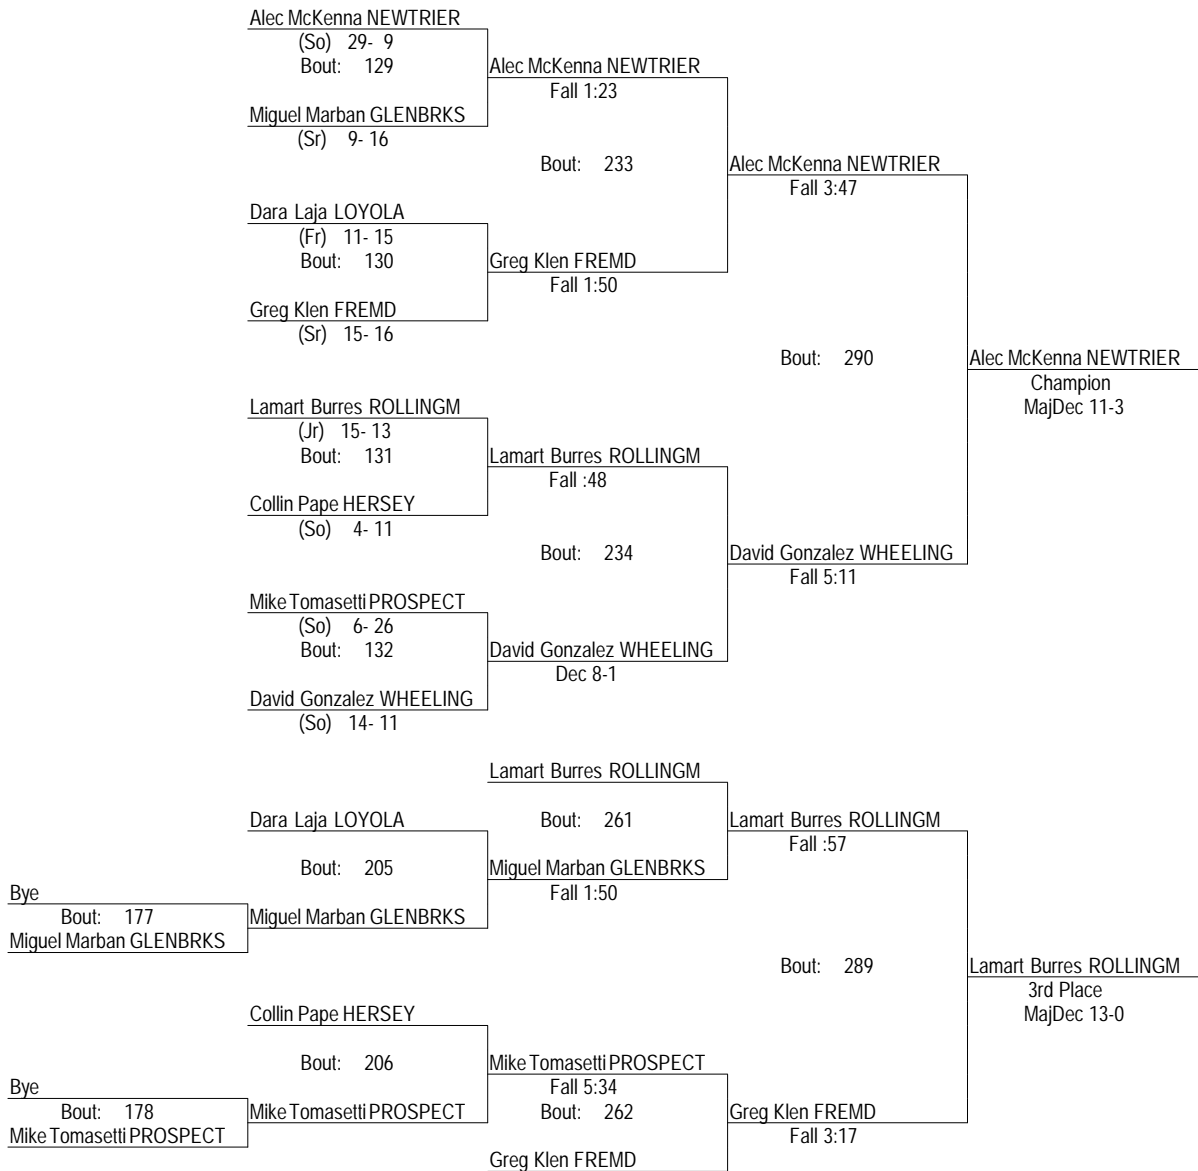 Alec McKenna NEWTRIER
(So) 29- 9
Bout: 129
Alec McKenna NEWTRIER
Fall 1:23
Miguel Marban GLENBRKS
(Sr) 9- 16
Bout: 233
Alec McKenna NEWTRIER
Fall 3:47
Dara Laja LOYOLA
(Fr) 11- 15
Bout: 130
Greg Klen FREMD
Fall 1:50
Greg Klen FREMD
(Sr) 15- 16
Bout: 290
Alec McKenna NEWTRIER
Champion
MajDec 11-3
Lamart Burres ROLLINGM
(Jr) 15- 13
Bout: 131
Lamart Burres ROLLINGM
Fall :48
Collin Pape HERSEY
(So) 4- 11
Bout: 234
David Gonzalez WHEELING
Fall 5:11
Mike Tomasetti PROSPECT
(So) 6- 26
Bout: 132
David Gonzalez WHEELING
Dec 8-1
David Gonzalez WHEELING
(So) 14- 11
Lamart Burres ROLLINGM
Dara Laja LOYOLA
Bout: 261
Lamart Burres ROLLINGM
Fall :57
Bout: 205
Miguel Marban GLENBRKS
Fall 1:50
Bye
Bout: 177
Miguel Marban GLENBRKS
Miguel Marban GLENBRKS
Bout: 289
Lamart Burres ROLLINGM
3rd Place
MajDec 13-0
Collin Pape HERSEY
Bout: 206
Mike Tomasetti PROSPECT
Fall 5:34
Bye
Bout: 178
Mike Tomasetti PROSPECT
Mike Tomasetti PROSPECT
Bout: 262
Greg Klen FREMD
Fall 3:17
Greg Klen FREMD